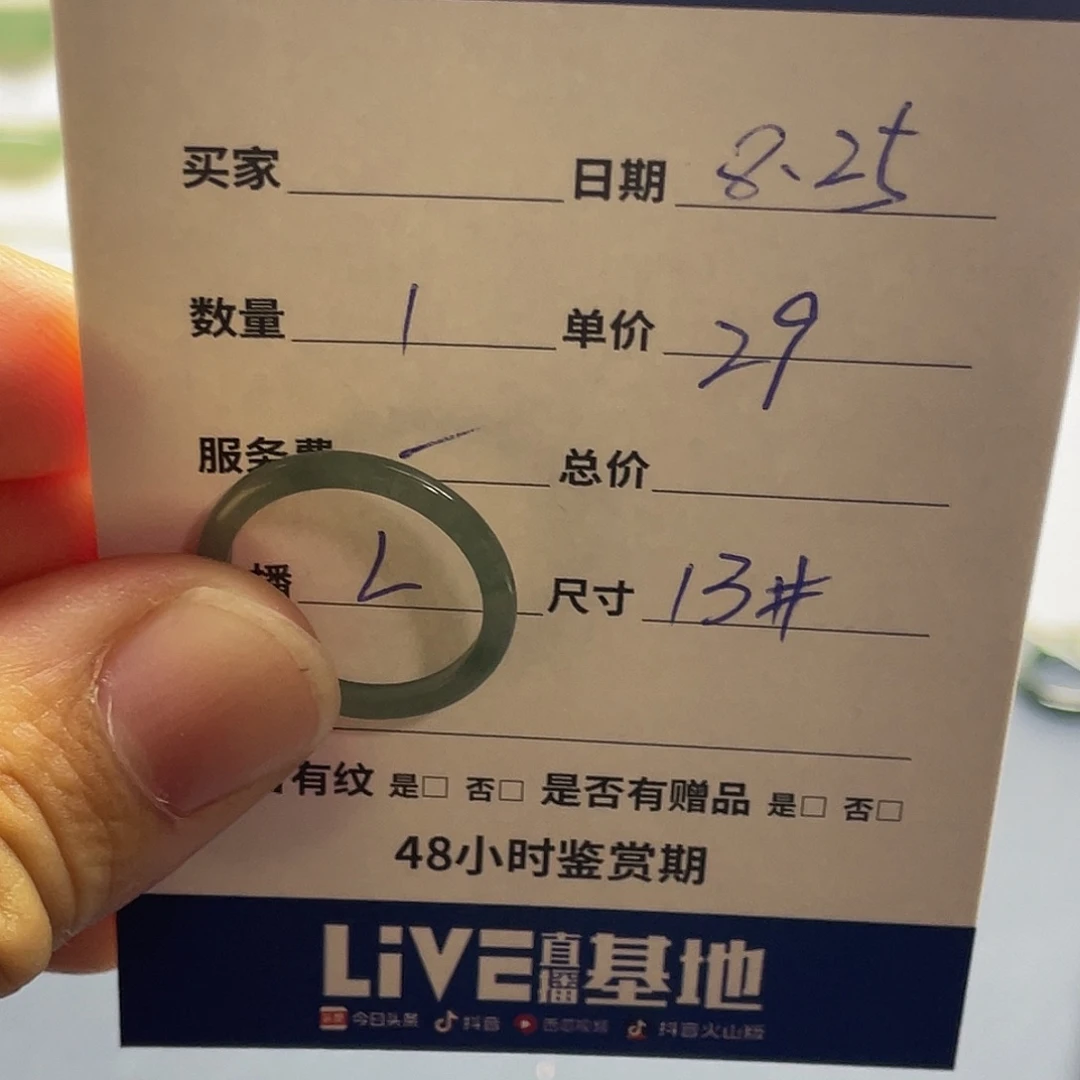 买家 日期 8.25
数量 1 单价 29
服务费 总价
播 L 尺寸 13#
有纹 是□ 否□ 是否有赠品 是□ 否□
48小时鉴赏期
LiVE直播基地
头条 今日头条 抖音 西瓜视频 抖音火山版